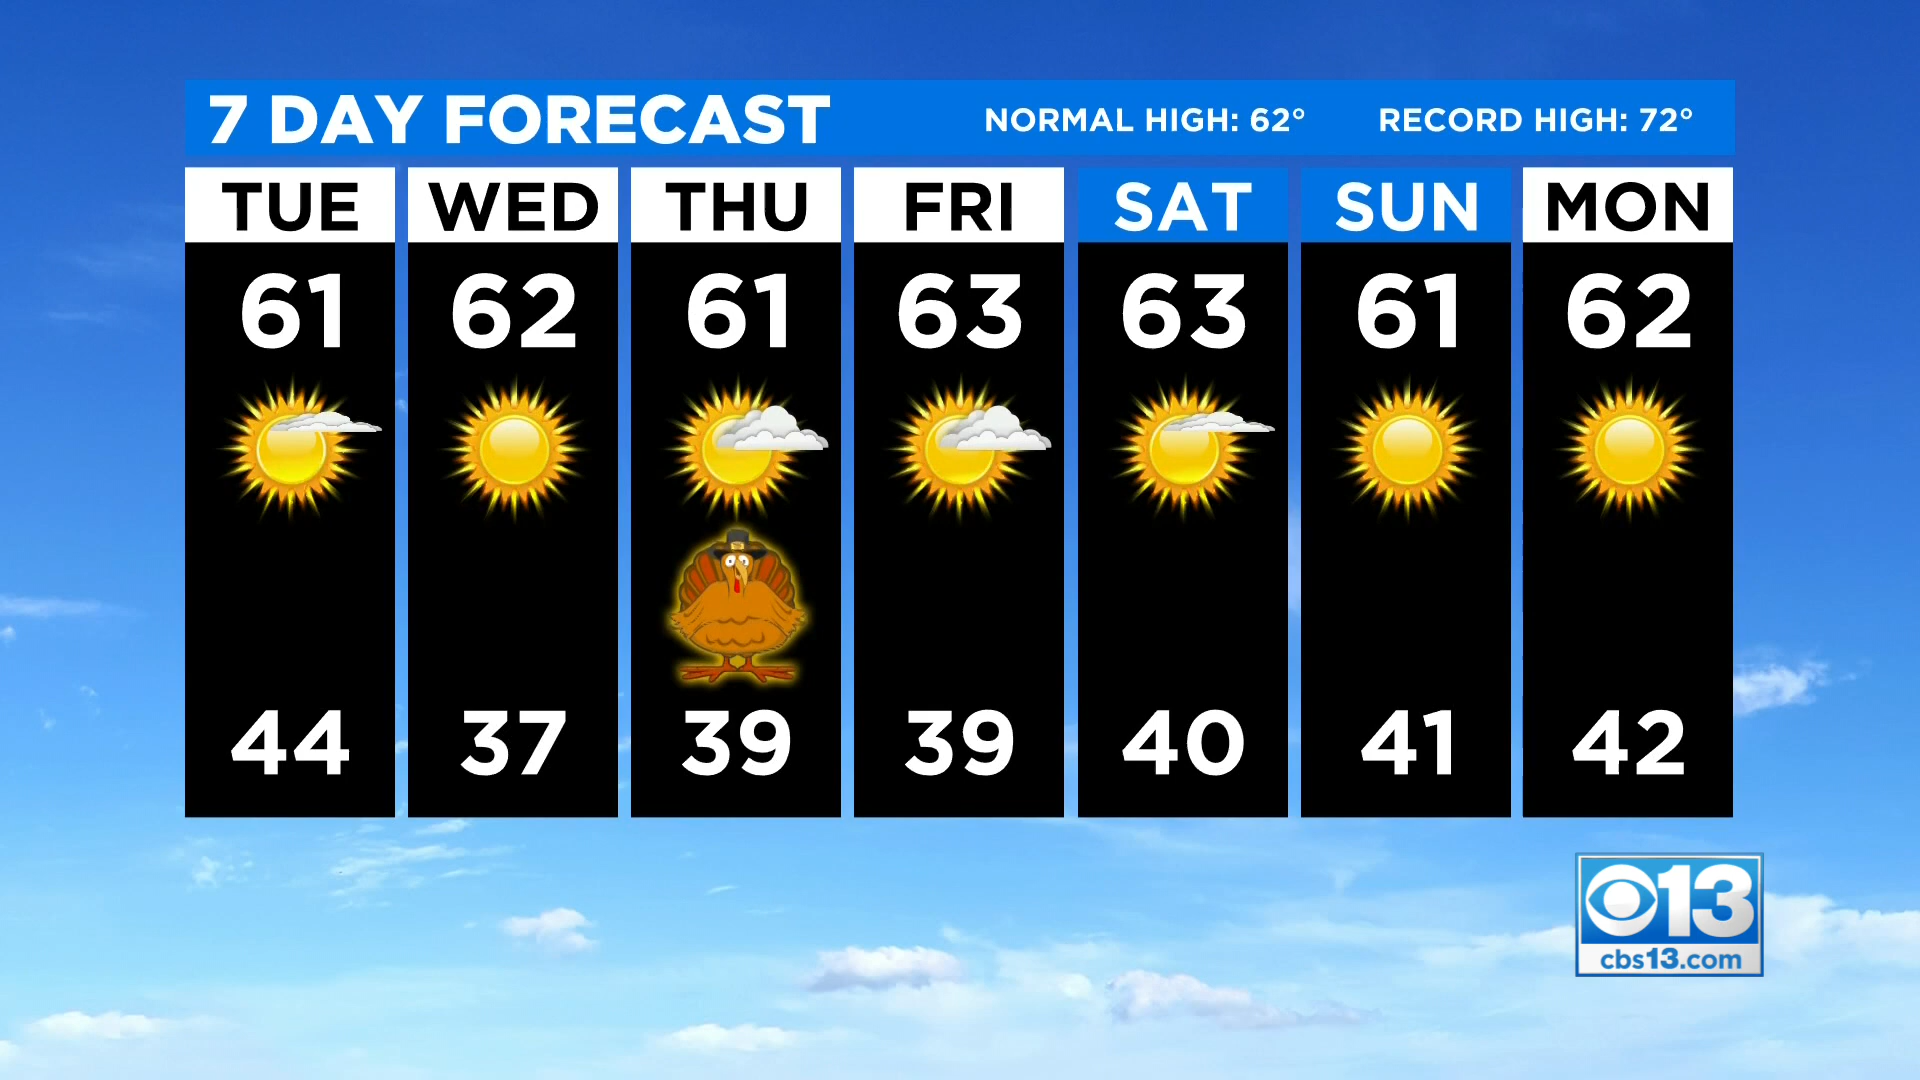 7 DAY FORECAST NORMAL HIGH: 62° RECORD HIGH: 72°
TUE WED THU FRI SAT SUN MON
61 62 61 63 63 61 62
44 37 39 39 40 41 42
13
cbs13.com